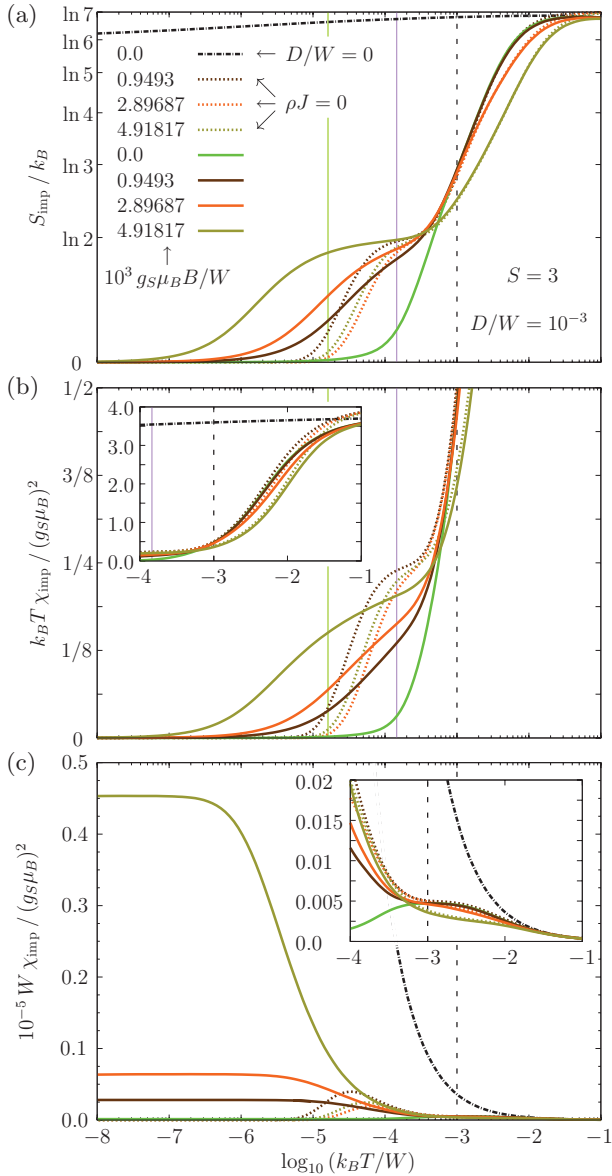 (a)
ln 7
ln 6
ln 5
ln 4
ln 3
ln 2
0
S_imp / k_B
0.0 ← D/W = 0
0.9493
2.89687 ← ρJ = 0
4.91817
0.0
0.9493
2.89687
4.91817
↑
10³ g_S μ_B B/W
S = 3
D/W = 10⁻³
(b)
1/2
3/8
1/4
1/8
0
k_B T χ_imp / (g_S μ_B)²
4.0
3.0
2.0
1.0
0.0
−4 −3 −2 −1
(c)
0.5
0.4
0.3
0.2
0.1
0.0
10⁻⁵ W χ_imp / (g_S μ_B)²
0.02
0.015
0.01
0.005
0.0
−4 −3 −2 −1
−8 −7 −6 −5 −4 −3 −2 −1
log₁₀ (k_B T/W)